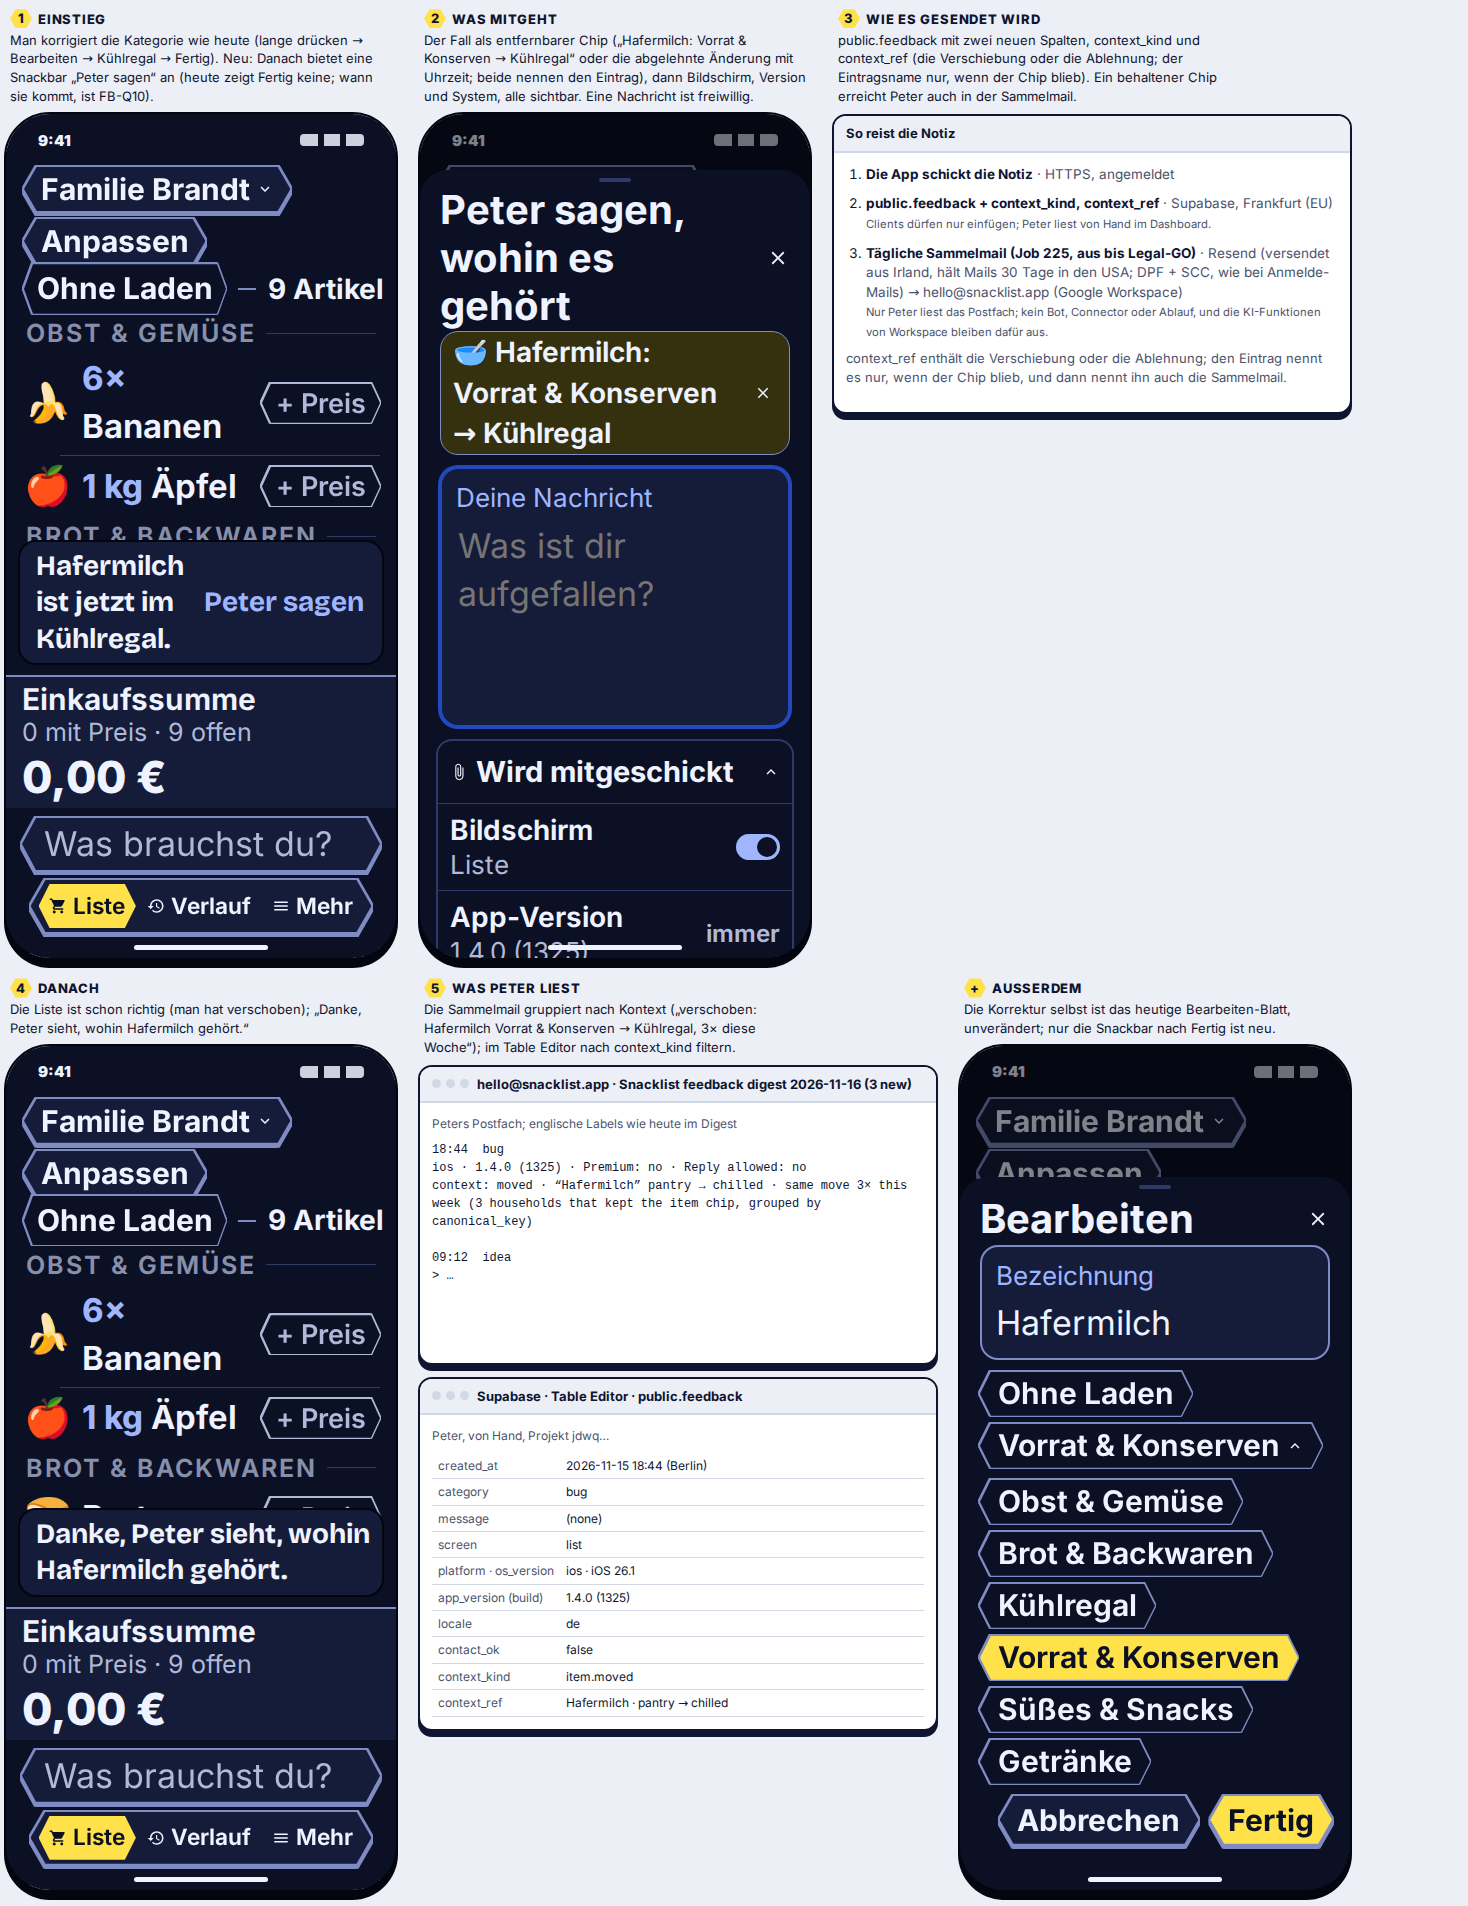 1 EINSTIEG
Man korrigiert die Kategorie wie heute (lange drücken →
Bearbeiten → Kühlregal → Fertig). Neu: Danach bietet eine
Snackbar „Peter sagen“ an (heute zeigt Fertig keine; wann
sie kommt, ist FB-Q10).
9:41
Familie Brandt
Anpassen
Ohne Laden
9 Artikel
OBST & GEMÜSE
6×
Bananen
+ Preis
1 kg Äpfel
+ Preis
BROT & BACKWAREN
Hafermilch
ist jetzt im
Kühlregal.
Peter sagen
Einkaufssumme
0 mit Preis · 9 offen
0,00 €
Was brauchst du?
Liste
Verlauf
Mehr
2 WAS MITGEHT
Der Fall als entfernbarer Chip („Hafermilch: Vorrat &
Konserven → Kühlregal“ oder die abgelehnte Änderung mit
Uhrzeit; beide nennen den Eintrag), dann Bildschirm, Version
und System, alle sichtbar. Eine Nachricht ist freiwillig.
9:41
Peter sagen,
wohin es
gehört
×
Hafermilch:
Vorrat & Konserven
→ Kühlregal
×
Deine Nachricht
Was ist dir
aufgefallen?
Wird mitgeschickt
Bildschirm
Liste
App-Version
1.4.0 (1325)
immer
3 WIE ES GESENDET WIRD
public.feedback mit zwei neuen Spalten, context_kind und
context_ref (die Verschiebung oder die Ablehnung; der
Eintragsname nur, wenn der Chip blieb). Ein behaltener Chip
erreicht Peter auch in der Sammelmail.
So reist die Notiz
1. Die App schickt die Notiz · HTTPS, angemeldet
2. public.feedback + context_kind, context_ref · Supabase, Frankfurt (EU)
Clients dürfen nur einfügen; Peter liest von Hand im Dashboard.
3. Tägliche Sammelmail (Job 225, aus bis Legal-GO) · Resend (versendet
aus Irland, hält Mails 30 Tage in den USA; DPF + SCC, wie bei Anmelde-
Mails) → hello@snacklist.app (Google Workspace)
Nur Peter liest das Postfach; kein Bot, Connector oder Ablauf, und die KI-Funktionen
von Workspace bleiben dafür aus.
context_ref enthält die Verschiebung oder die Ablehnung; den Eintrag nennt
es nur, wenn der Chip blieb, und dann nennt ihn auch die Sammelmail.
4 DANACH
Die Liste ist schon richtig (man hat verschoben); „Danke,
Peter sieht, wohin Hafermilch gehört.“
9:41
Familie Brandt
Anpassen
Ohne Laden
9 Artikel
OBST & GEMÜSE
6×
Bananen
+ Preis
1 kg Äpfel
+ Preis
BROT & BACKWAREN
Danke, Peter sieht, wohin
Hafermilch gehört.
Einkaufssumme
0 mit Preis · 9 offen
0,00 €
Was brauchst du?
Liste
Verlauf
Mehr
5 WAS PETER LIEST
Die Sammelmail gruppiert nach Kontext („verschoben:
Hafermilch Vorrat & Konserven → Kühlregal, 3× diese
Woche“); im Table Editor nach context_kind filtern.
hello@snacklist.app · Snacklist feedback digest 2026-11-16 (3 new)
Peters Postfach; englische Labels wie heute im Digest
18:44 bug
ios · 1.4.0 (1325) · Premium: no · Reply allowed: no
context: moved · “Hafermilch” pantry → chilled · same move 3× this
week (3 households that kept the item chip, grouped by
canonical_key)
09:12 idea
> …
Supabase · Table Editor · public.feedback
Peter, von Hand, Projekt jdwq…
created_at 2026-11-15 18:44 (Berlin)
category bug
message (none)
screen list
platform · os_version ios · iOS 26.1
app_version (build) 1.4.0 (1325)
locale de
contact_ok false
context_kind item.moved
context_ref Hafermilch · pantry → chilled
+ AUSSERDEM
Die Korrektur selbst ist das heutige Bearbeiten-Blatt,
unverändert; nur die Snackbar nach Fertig ist neu.
9:41
Familie Brandt
Anpassen
Bearbeiten
×
Bezeichnung
Hafermilch
Ohne Laden
Vorrat & Konserven
Obst & Gemüse
Brot & Backwaren
Kühlregal
Vorrat & Konserven
Süßes & Snacks
Getränke
Abbrechen
Fertig